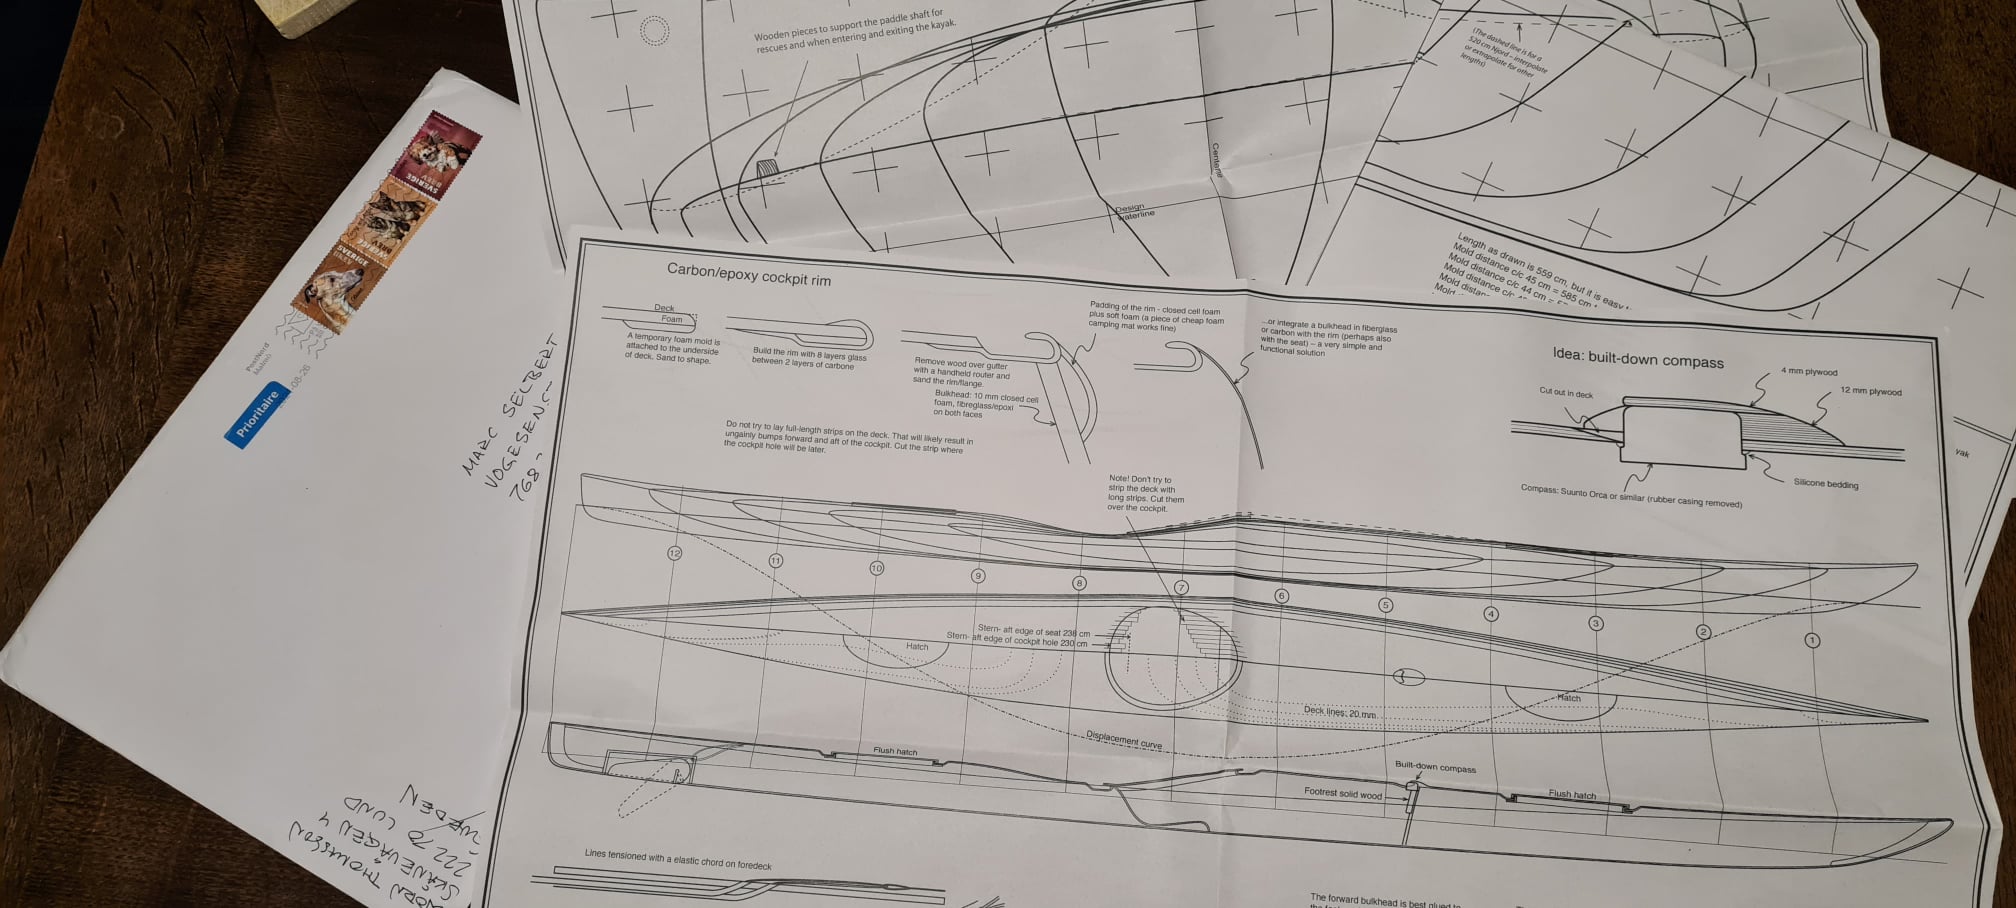 Wooden pieces to support the paddle shaft for
rescues and when entering and exiting the kayak.
Centerline
Design
waterline
(The dashed line is for a
520 cm Njord – interpolate
or extrapolate for other
lengths)
Length as drawn is 559 cm, but it is easy
Mold distance c/c 45 cm = 585 cm
Mold distance c/c 44 cm =
Mold distance c/c
Mold
vak
SVERIGE
BREV
SVERIGE
BREV
SVERIGE
BREV
PostNord
Malmö
08-26
Prioritaire
MARC SELBERT
VOGESEN
768
THOMASSON
SKÅNEVÄGEN 4
222 70 LUND
SWEDEN
Carbon/epoxy cockpit rim
Deck
Foam
A temporary foam mold is
attached to the underside
of deck. Sand to shape.
Build the rim with 8 layers glass
between 2 layers of carbone
Remove wood over gutter
with a handheld router and
sand the rim/flange.
Bulkhead: 10 mm closed cell
foam, fibreglass/epoxi
on both faces
Padding of the rim - closed cell foam
plus soft foam (a piece of cheap foam
camping mat works fine)
...or integrate a bulkhead in fiberglass
or carbon with the rim (perhaps also
with the seat) – a very simple and
functional solution
Do not try to lay full-length strips on the deck. That will likely result in
ungainly bumps forward and aft of the cockpit. Cut the strip where
the cockpit hole will be later.
Idea: built-down compass
4 mm plywood
12 mm plywood
Cut out in deck
Silicone bedding
Compass: Suunto Orca or similar (rubber casing removed)
Note! Don't try to
strip the deck with
long strips. Cut them
over the cockpit.
12 11 10 9 8 7 6 5 4 3 2 1
Stern- aft edge of seat 238 cm
Stern- aft edge of cockpit hole 230 cm
Hatch
Hatch
Deck lines: 20 mm
Displacement curve
Flush hatch
Built-down compass
Footrest solid wood
Flush hatch
Lines tensioned with a elastic chord on foredeck
The forward bulkhead is best glued to